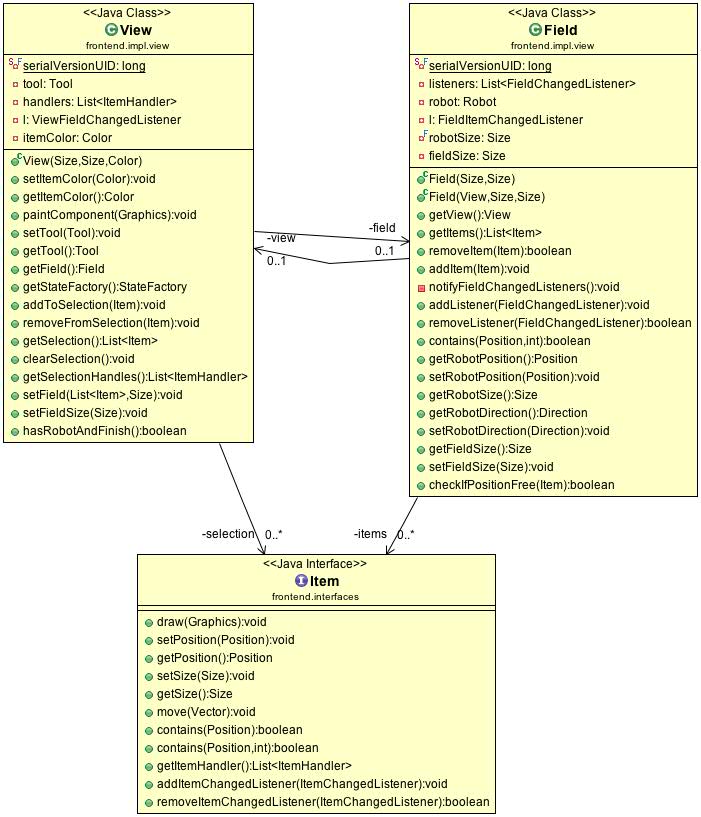 <<Java Class>>
View
frontend.impl.view
serialVersionUID: long
tool: Tool
handlers: List<ItemHandler>
l: ViewFieldChangedListener
itemColor: Color
View(Size,Size,Color)
setItemColor(Color):void
getItemColor():Color
paintComponent(Graphics):void
setTool(Tool):void
getTool():Tool
getField():Field
getStateFactory():StateFactory
addToSelection(Item):void
removeFromSelection(Item):void
getSelection():List<Item>
clearSelection():void
getSelectionHandles():List<ItemHandler>
setField(List<Item>,Size):void
setFieldSize(Size):void
hasRobotAndFinish():boolean
<<Java Class>>
Field
frontend.impl.view
serialVersionUID: long
listeners: List<FieldChangedListener>
robot: Robot
l: FieldItemChangedListener
robotSize: Size
fieldSize: Size
Field(Size,Size)
Field(View,Size,Size)
getView():View
getItems():List<Item>
removeItem(Item):boolean
addItem(Item):void
notifyFieldChangedListeners():void
addListener(FieldChangedListener):void
removeListener(FieldChangedListener):boolean
contains(Position,int):boolean
getRobotPosition():Position
setRobotPosition(Position):void
getRobotSize():Size
getRobotDirection():Direction
setRobotDirection(Direction):void
getFieldSize():Size
setFieldSize(Size):void
checkIfPositionFree(Item):boolean
-field
0..1
-view
0..1
-selection
0..*
-items
0..*
<<Java Interface>>
Item
frontend.interfaces
draw(Graphics):void
setPosition(Position):void
getPosition():Position
setSize(Size):void
getSize():Size
move(Vector):void
contains(Position):boolean
contains(Position,int):boolean
getItemHandler():List<ItemHandler>
addItemChangedListener(ItemChangedListener):void
removeItemChangedListener(ItemChangedListener):boolean